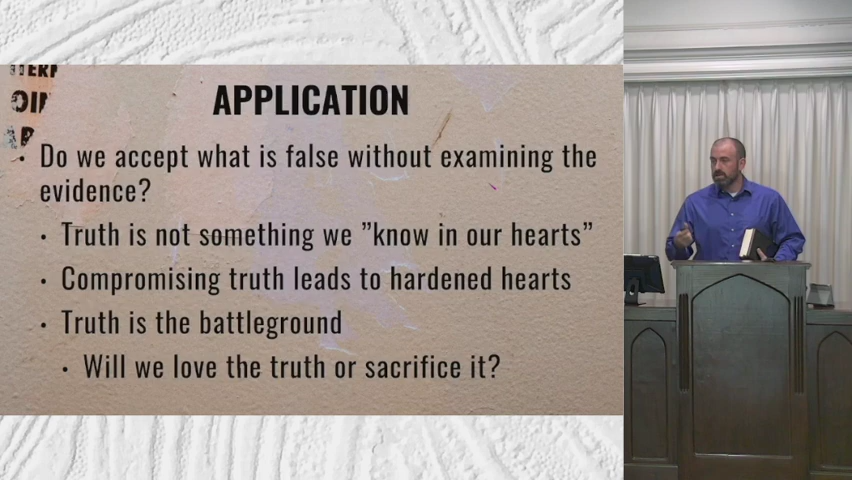 APPLICATION
• Do we accept what is false without examining the
evidence?
• Truth is not something we ”know in our hearts”
• Compromising truth leads to hardened hearts
• Truth is the battleground
• Will we love the truth or sacrifice it?